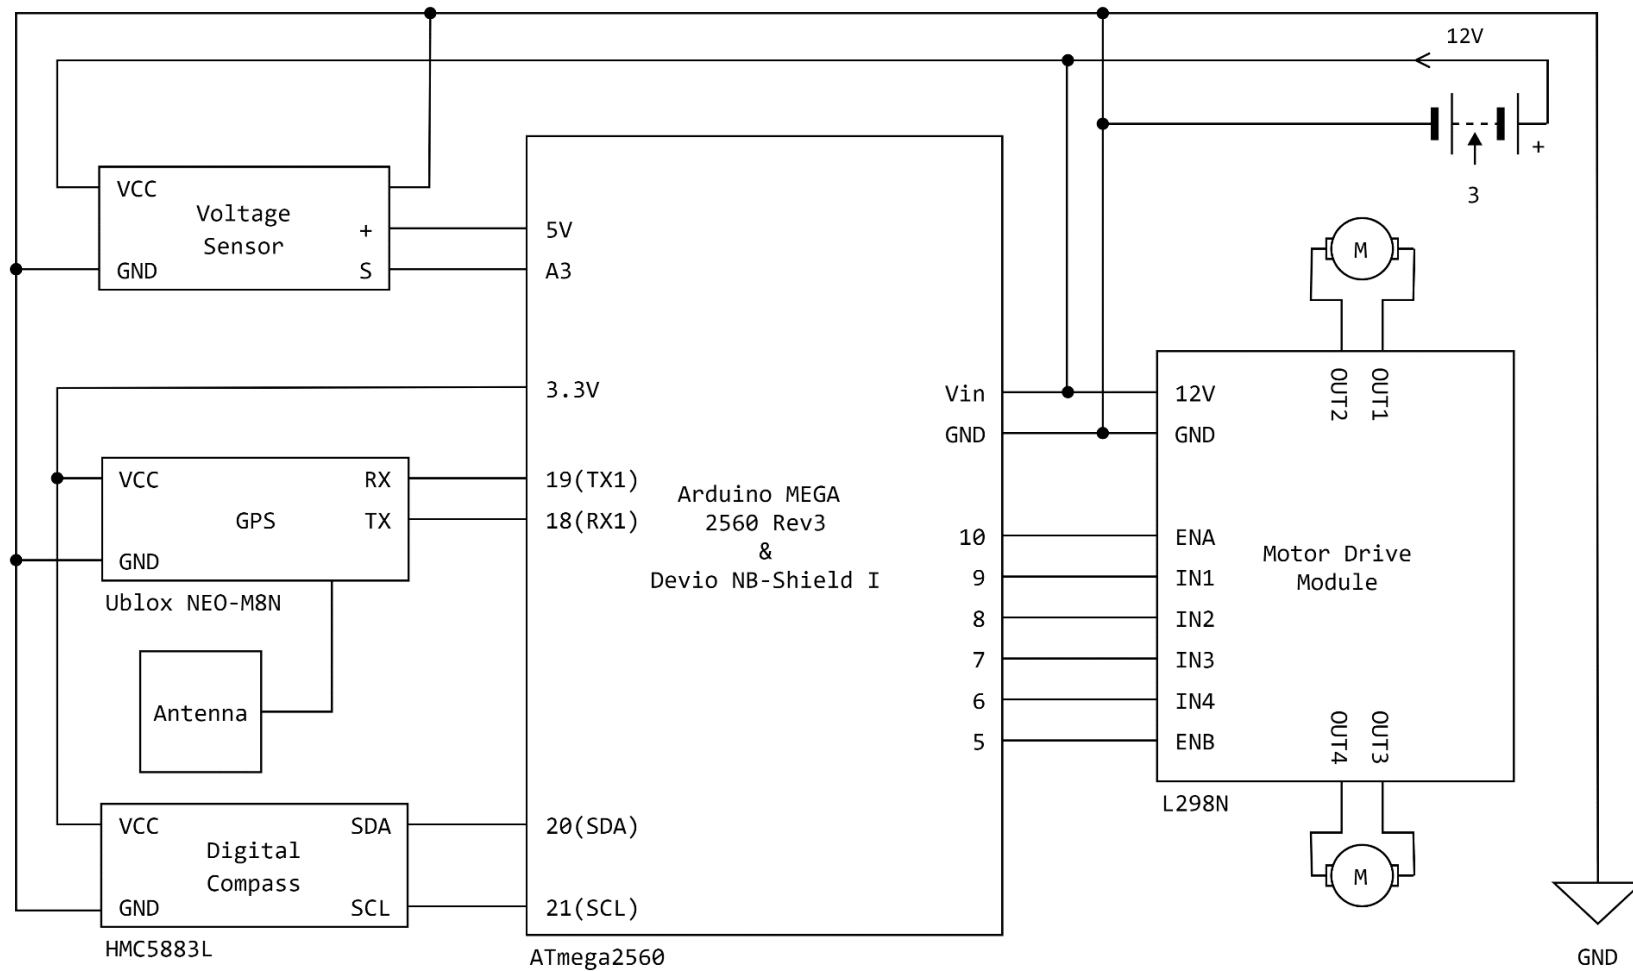 12V
3
+
VCC
Voltage
Sensor
+
GND
S
5V
A3
M
3.3V
Vin
GND
12V
GND
OUT2
OUT1
VCC
GPS
GND
RX
TX
Ublox NEO-M8N
19(TX1)
18(RX1)
Arduino MEGA
2560 Rev3
&
Devio NB-Shield I
10
9
8
7
6
5
ENA
IN1
IN2
IN3
IN4
ENB
Motor Drive
Module
OUT4
OUT3
L298N
M
Antenna
VCC
Digital
Compass
GND
SDA
SCL
HMC5883L
20(SDA)
21(SCL)
ATmega2560
GND